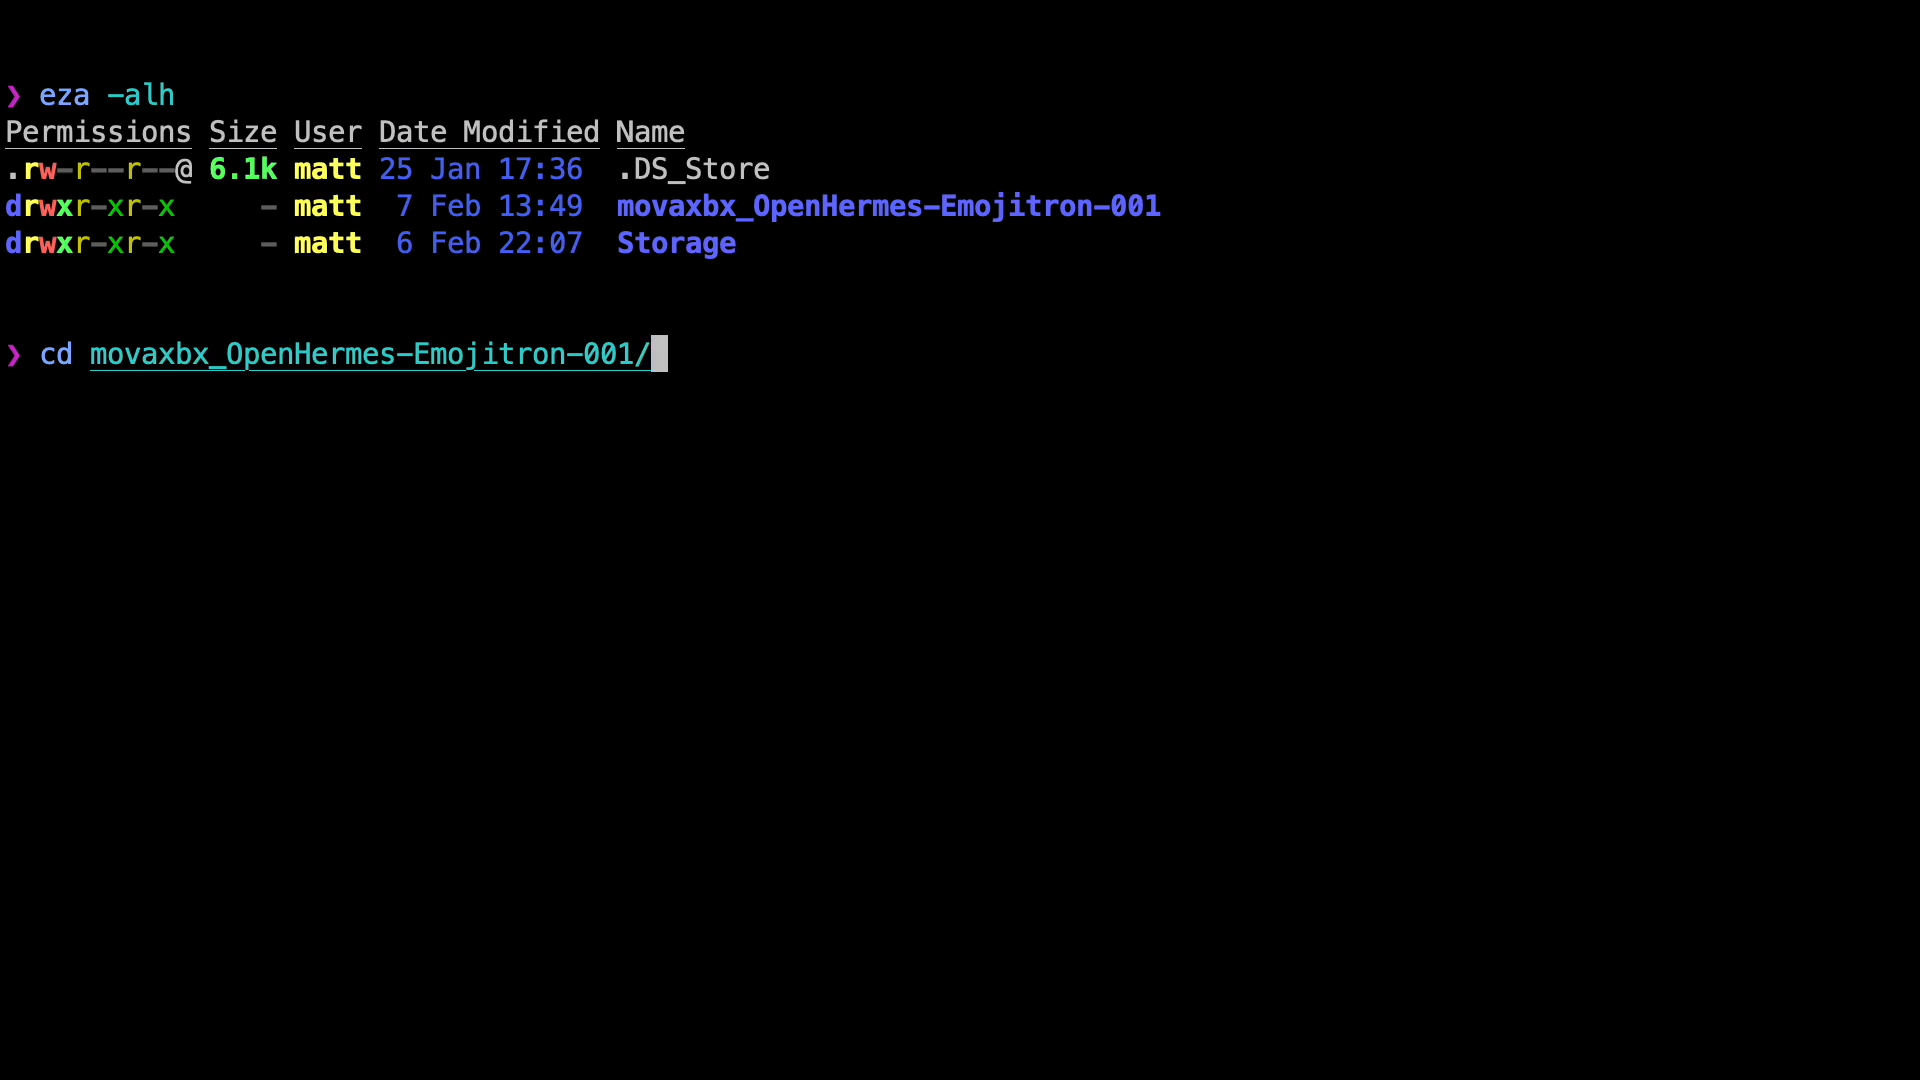 ❯ eza -alh
Permissions Size User Date Modified Name
.rw-r--r--@ 6.1k matt 25 Jan 17:36  .DS_Store
drwxr-xr-x     - matt  7 Feb 13:49  movaxbx_OpenHermes-Emojitron-001
drwxr-xr-x     - matt  6 Feb 22:07  Storage
❯ cd movaxbx_OpenHermes-Emojitron-001/